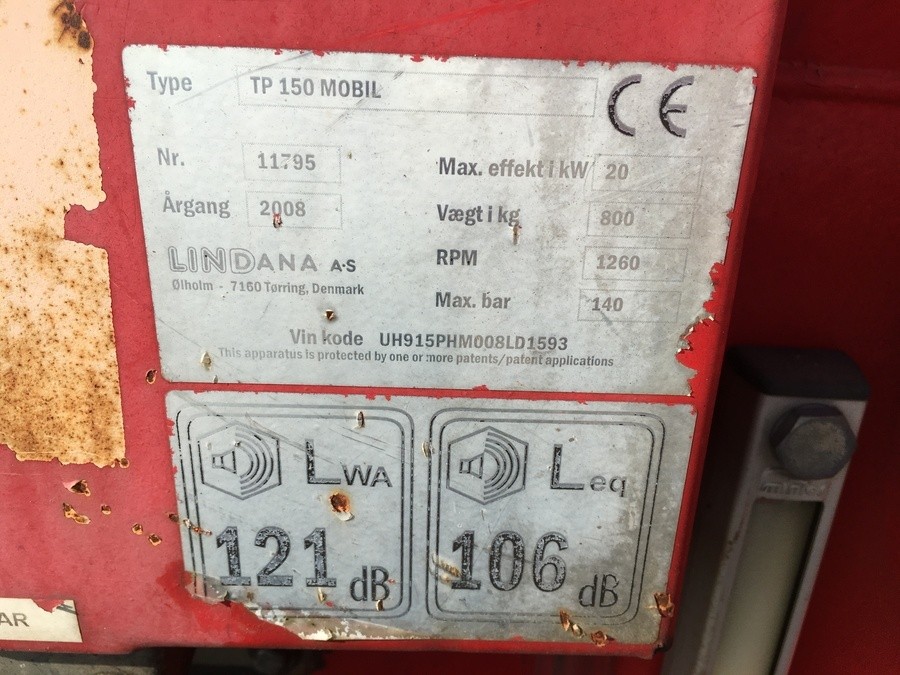 Type TP 150 MOBIL
CE
Nr. 11795
Max. effekt i kW 20
Årgang 2008
Vægt i kg 800
LINDANA A·S
RPM 1260
Ølholm - 7160 Tørring, Denmark
Max. bar 140
Vin kode UH915PHM008LD1593
This apparatus is protected by one or more patents/patent applications
LWA
121 dB
Leq
106 dB
AR